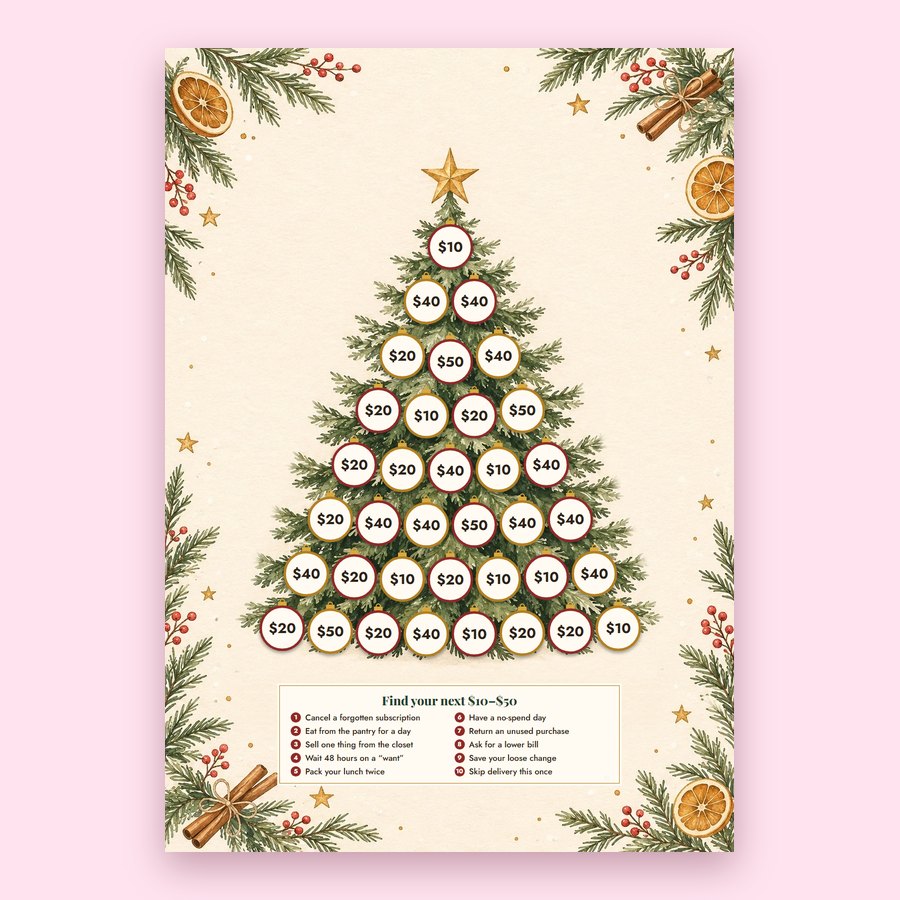 $10
$40 $40
$20 $50 $40
$20 $10 $20 $50
$20 $20 $40 $10 $40
$20 $40 $40 $50 $40 $40
$40 $20 $10 $20 $10 $10 $40
$20 $50 $20 $40 $10 $20 $20 $10
Find your next $10–$50
1 Cancel a forgotten subscription
2 Eat from the pantry for a day
3 Sell one thing from the closet
4 Wait 48 hours on a “want”
5 Pack your lunch twice
6 Have a no-spend day
7 Return an unused purchase
8 Ask for a lower bill
9 Save your loose change
10 Skip delivery this once